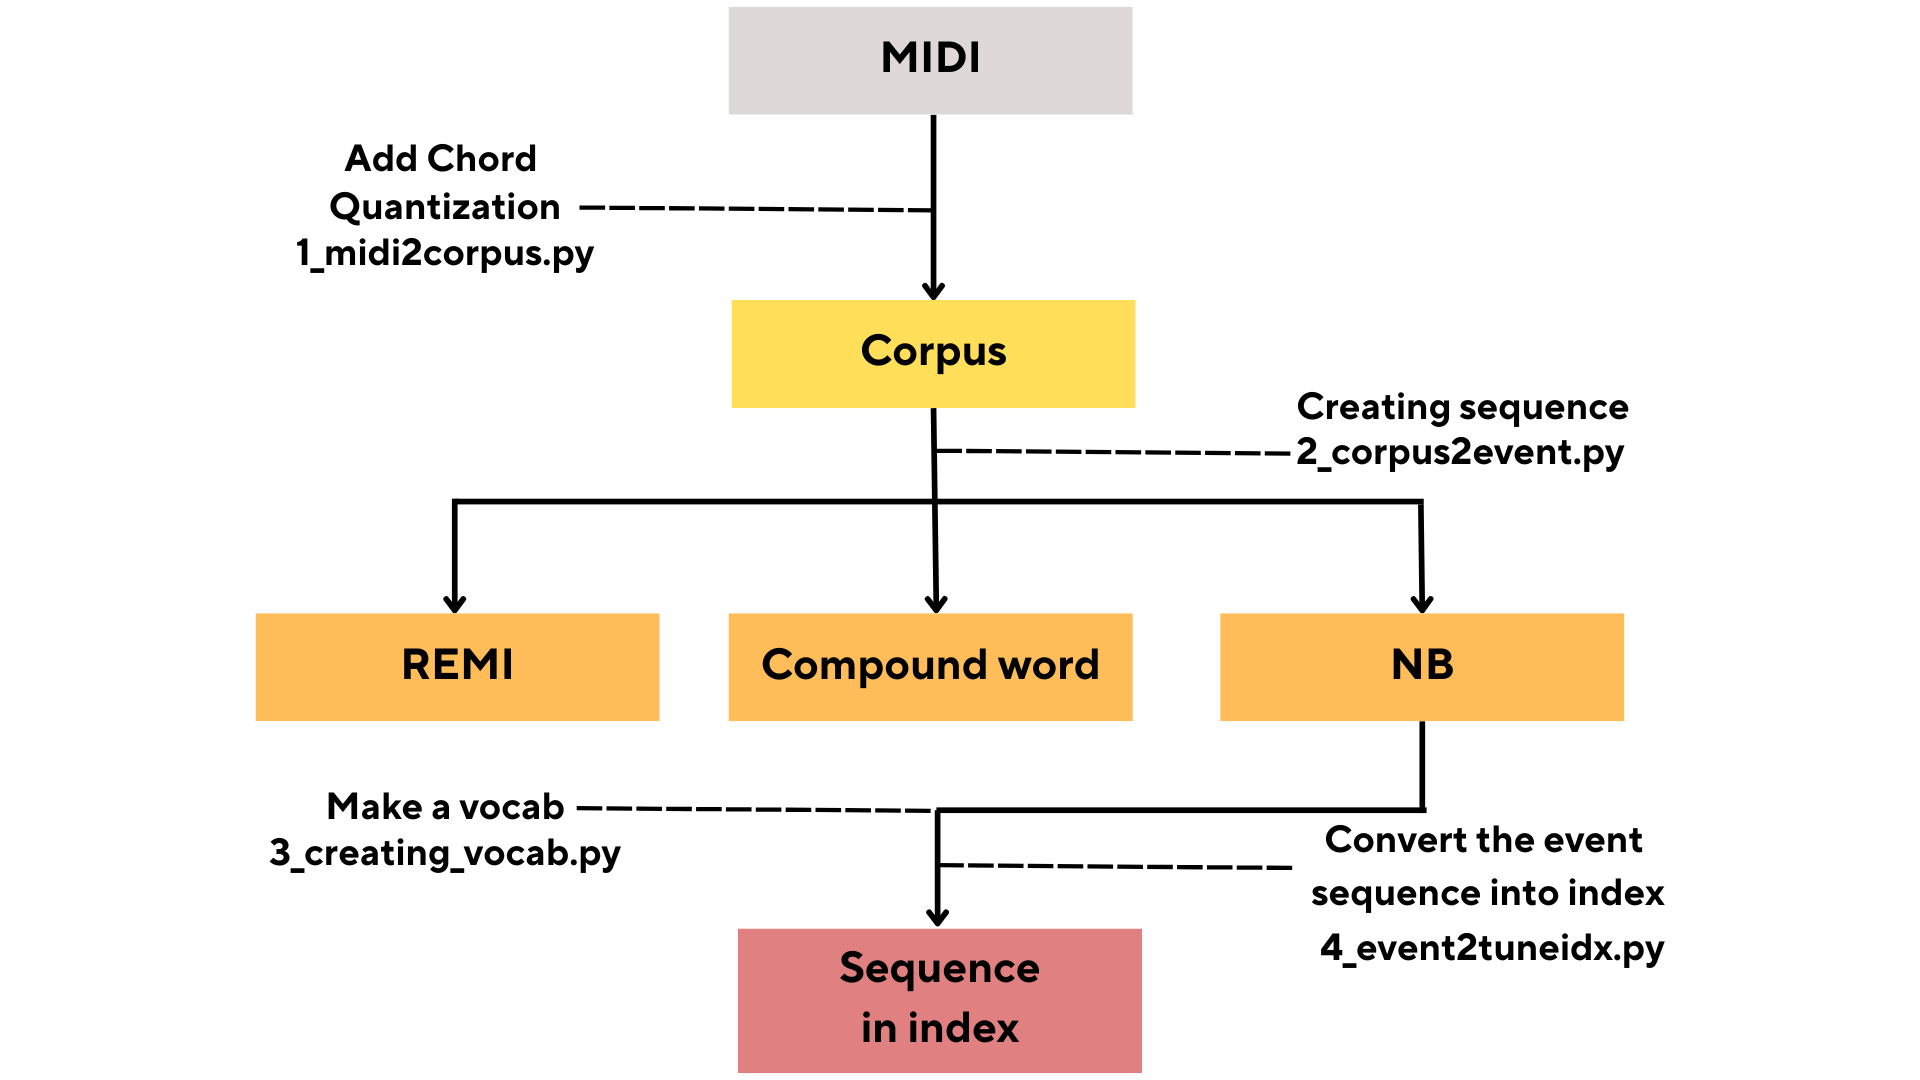 MIDI
Add Chord
Quantization
1_midi2corpus.py
Corpus
Creating sequence
2_corpus2event.py
REMI
Compound word
NB
Make a vocab
3_creating_vocab.py
Convert the event
sequence into index
4_event2tuneidx.py
Sequence
in index